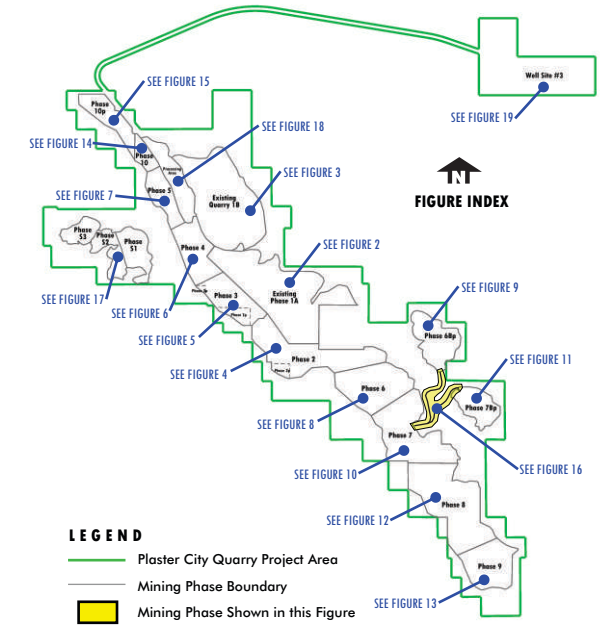 Well Site #3
SEE FIGURE 19
SEE FIGURE 15
Phase
10p
SEE FIGURE 14
Phase
10
SEE FIGURE 18
Processing
Area
SEE FIGURE 3
SEE FIGURE 7
Phase 5
Existing
Quarry 1B
N
FIGURE INDEX
Phase
S3
Phase
S2
Phase
S1
Phase 4
SEE FIGURE 2
SEE FIGURE 17
SEE FIGURE 6
Phase 3
Existing
Phase 1A
SEE FIGURE 9
Phase 6Bp
SEE FIGURE 5
SEE FIGURE 4
Phase 2
SEE FIGURE 11
Phase 7Bp
Phase 6
SEE FIGURE 8
Phase 7
SEE FIGURE 10
SEE FIGURE 16
Phase 8
SEE FIGURE 12
Phase 9
SEE FIGURE 13
LEGEND
Plaster City Quarry Project Area
Mining Phase Boundary
Mining Phase Shown in this Figure